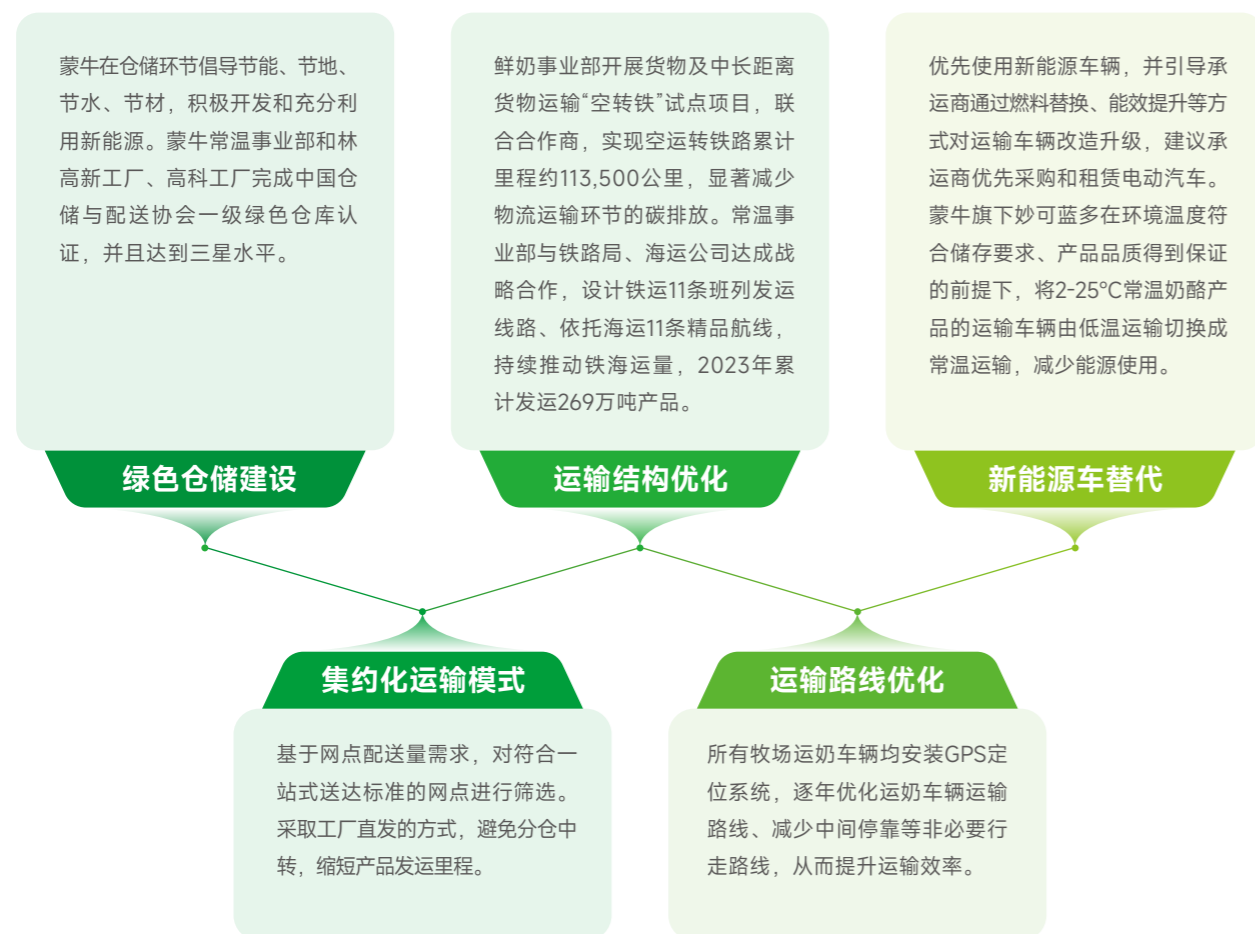 蒙牛在仓储环节倡导节能、节地、
节水、节材，积极开发和充分利
用新能源。蒙牛常温事业部和林
高新工厂、高科工厂完成中国仓
储与配送协会一级绿色仓库认
证，并且达到三星水平。
绿色仓储建设
鲜奶事业部开展货物及中长距离
货物运输“空转铁”试点项目，联
合合作商，实现空运转铁路累计
里程约113,500公里，显著减少
物流运输环节的碳排放。常温事
业部与铁路局、海运公司达成战
略合作，设计铁运11条班列发运
线路、依托海运11条精品航线，
持续推动铁海运量，2023年累
计发运269万吨产品。
运输结构优化
优先使用新能源车辆，并引导承
运商通过燃料替换、能效提升等方
式对运输车辆改造升级，建议承
运商优先采购和租赁电动汽车。
蒙牛旗下妙可蓝多在环境温度符
合储存要求、产品品质得到保证
的前提下，将2-25°C常温奶酪产
品的运输车辆由低温运输切换成
常温运输，减少能源使用。
新能源车替代
集约化运输模式
基于网点配送量需求，对符合一
站式送达标准的网点进行筛选。
采取工厂直发的方式，避免分仓中
转，缩短产品发运里程。
运输路线优化
所有牧场运奶车辆均安装GPS定
位系统，逐年优化运奶车辆运输
路线、减少中间停靠等非必要行
走路线，从而提升运输效率。